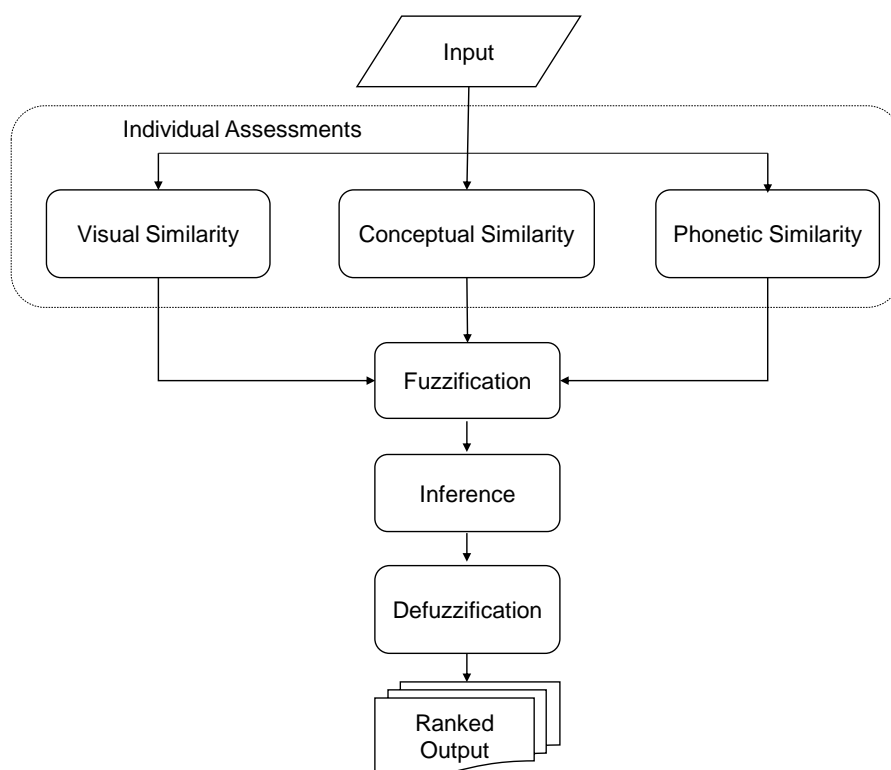 Input
Individual Assessments
Visual Similarity
Conceptual Similarity
Phonetic Similarity
Fuzzification
Inference
Defuzzification
Ranked
Output